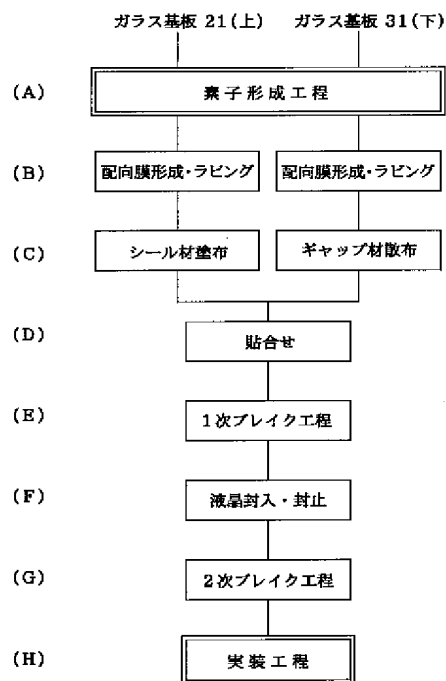 ガラス基板 21(上) ガラス基板 31(下)
(A) 素子形成工程
(B) 配向膜形成・ラビング 配向膜形成・ラビング
(C) シール材塗布 ギャップ材散布
(D) 貼合せ
(E) 1次ブレイク工程
(F) 液晶封入・封止
(G) 2次ブレイク工程
(H) 実装工程